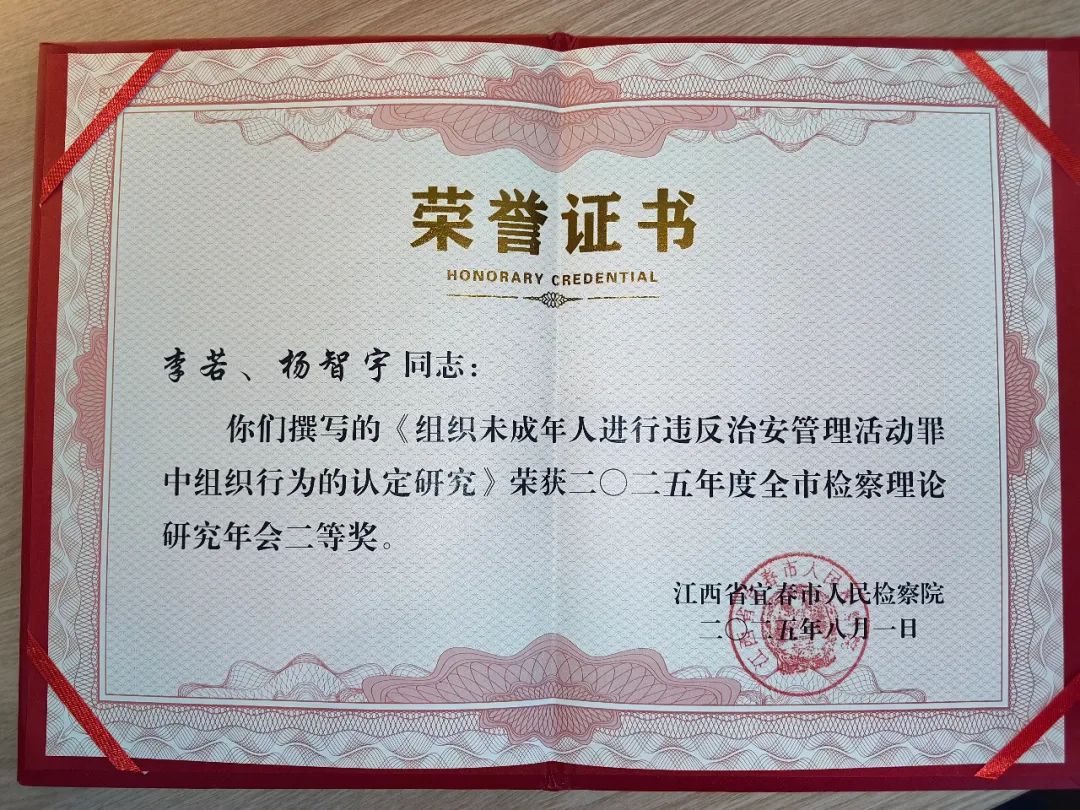 荣誉证书
HONORARY CREDENTIAL
李若、杨智宇同志：
你们撰写的《组织未成年人进行违反治安管理活动罪
中组织行为的认定研究》荣获二〇二五年度全市检察理论
研究年会二等奖。
江西省宜春市人民检察院
二〇二五年八月一日